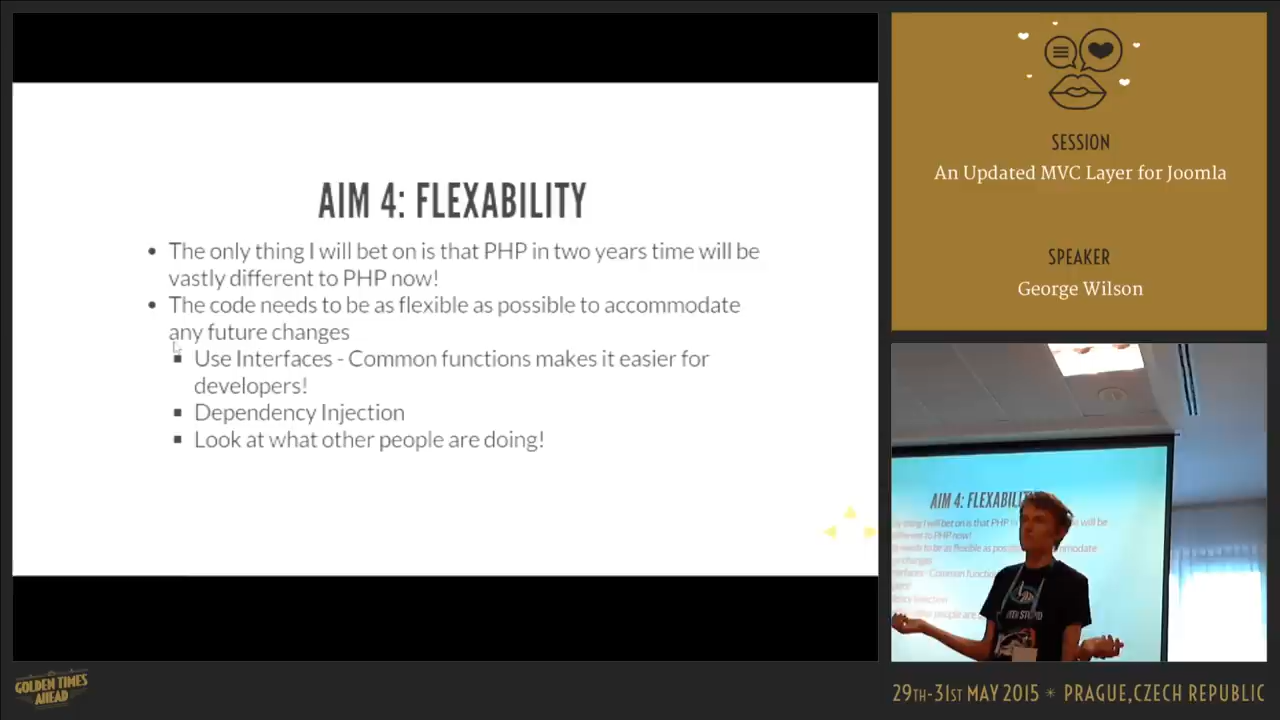 AIM 4: FLEXABILITY
The only thing I will bet on is that PHP in two years time will be
vastly different to PHP now!
The code needs to be as flexible as possible to accommodate
any future changes
Use Interfaces - Common functions makes it easier for
developers!
Dependency Injection
Look at what other people are doing!
SESSION
An Updated MVC Layer for Joomla
SPEAKER
George Wilson
AIM 4: FLEXABILIT
GOLDEN TIMES
AHEAD
29TH-31ST MAY 2015 * PRAGUE,CZECH REPUBLIC